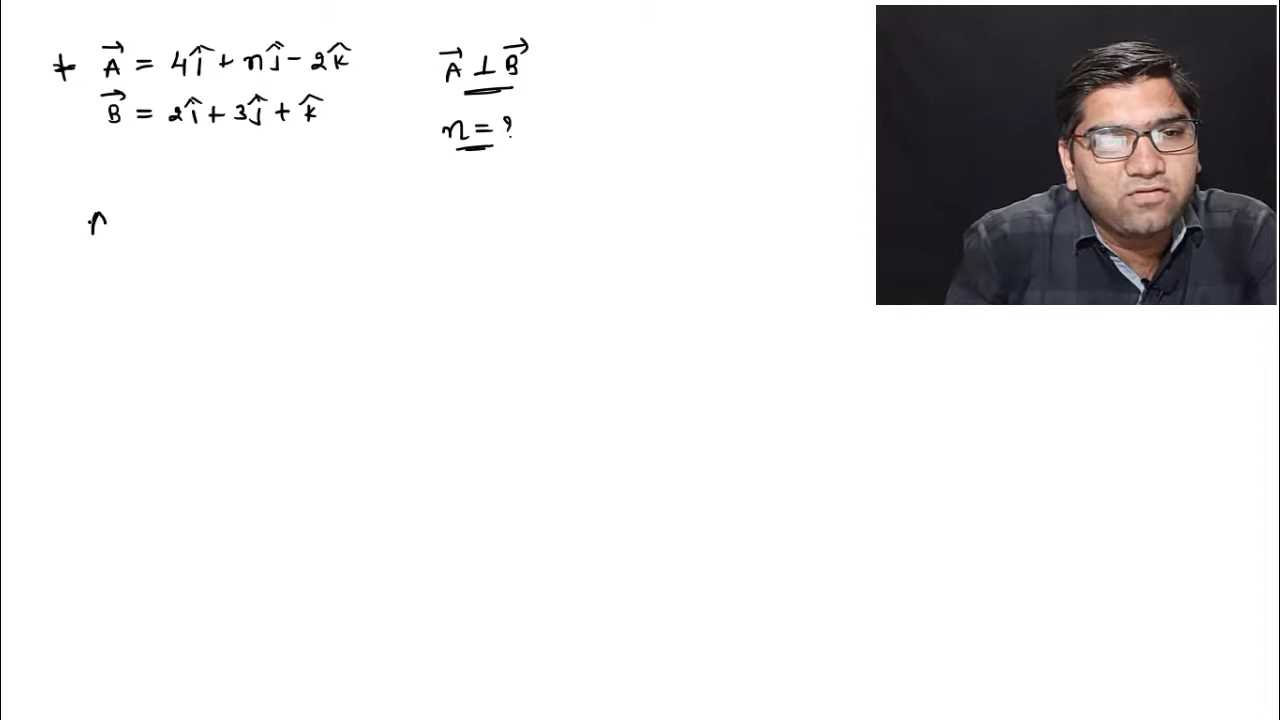 * A⃗ = 4î + nĵ - 2k̂ A⃗ ⊥ B⃗
B⃗ = 2î + 3ĵ + k̂ n = ?